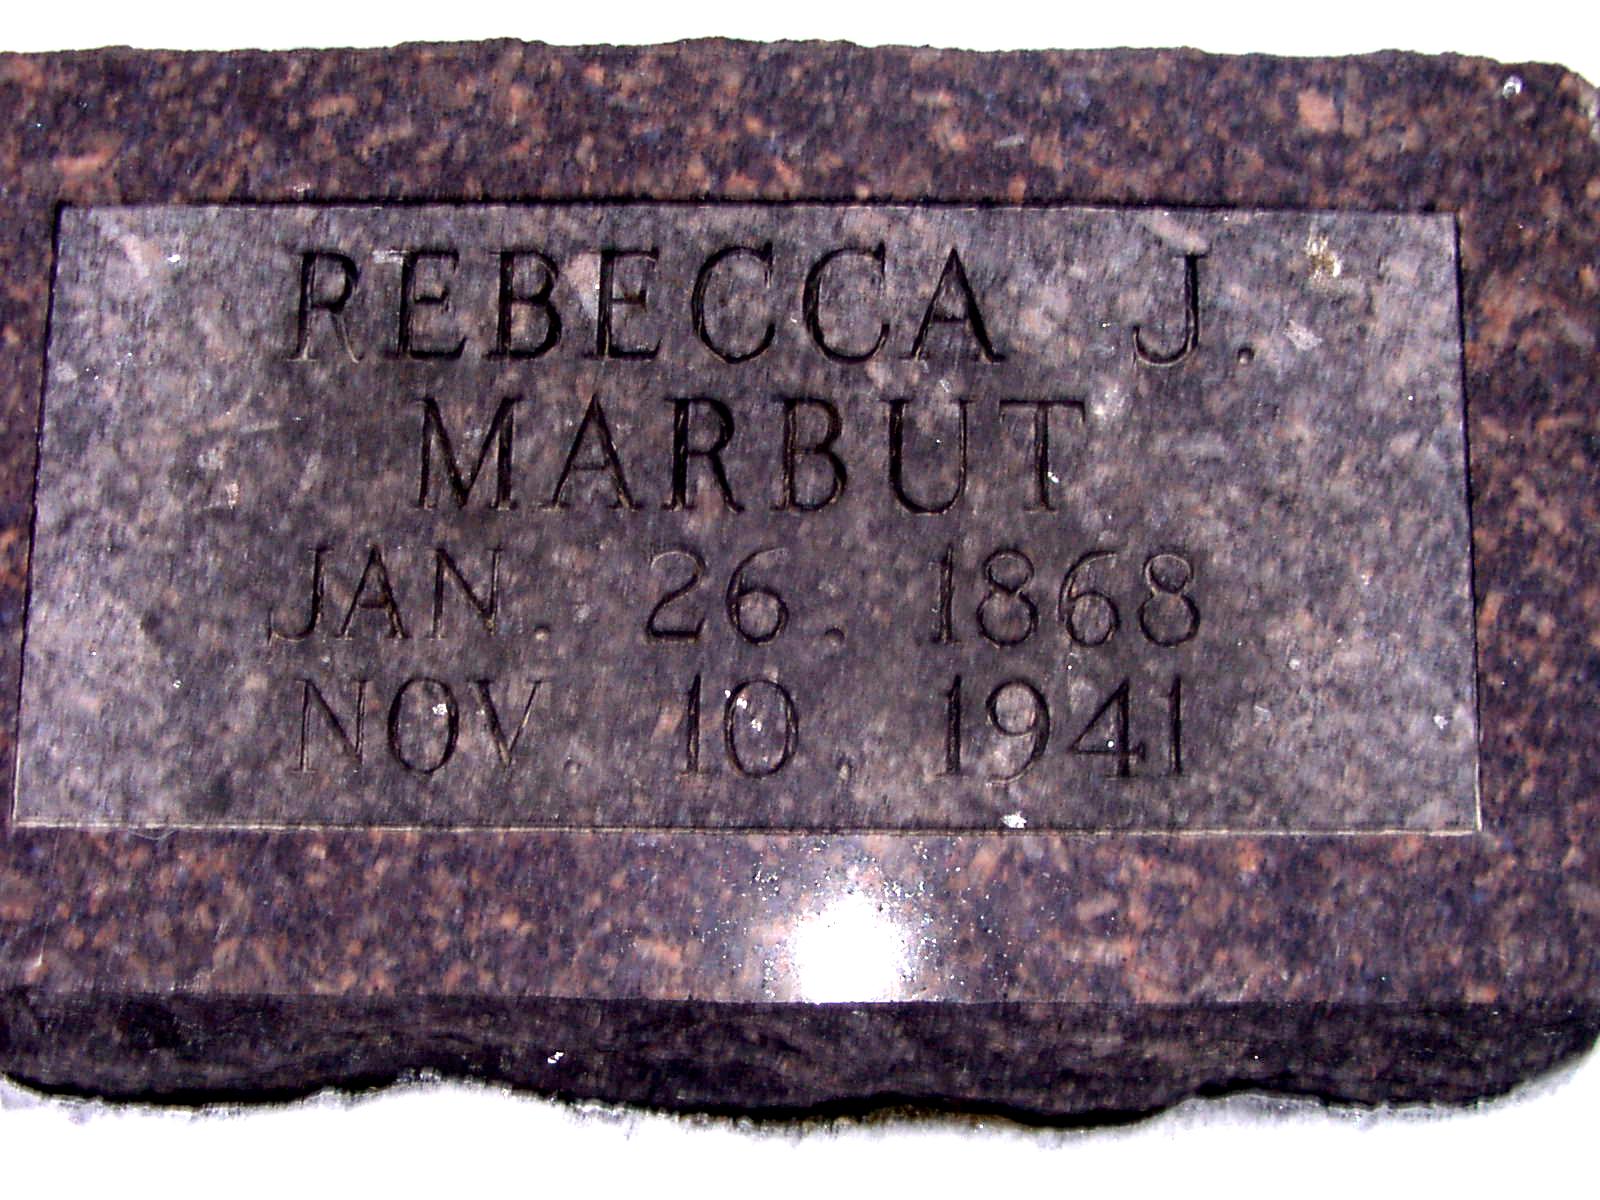 REBECCA J.
MARBUT
JAN. 26. 1868
NOV. 10. 1941